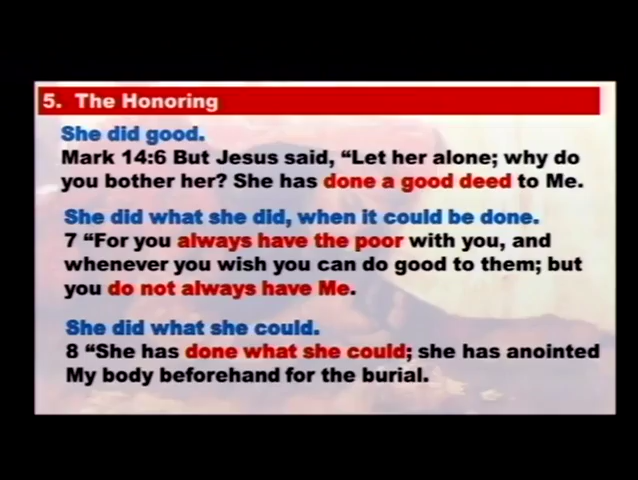 5. The Honoring
She did good.
Mark 14:6 But Jesus said, “Let her alone; why do
you bother her? She has done a good deed to Me.
She did what she did, when it could be done.
7 “For you always have the poor with you, and
whenever you wish you can do good to them; but
you do not always have Me.
She did what she could.
8 “She has done what she could; she has anointed
My body beforehand for the burial.